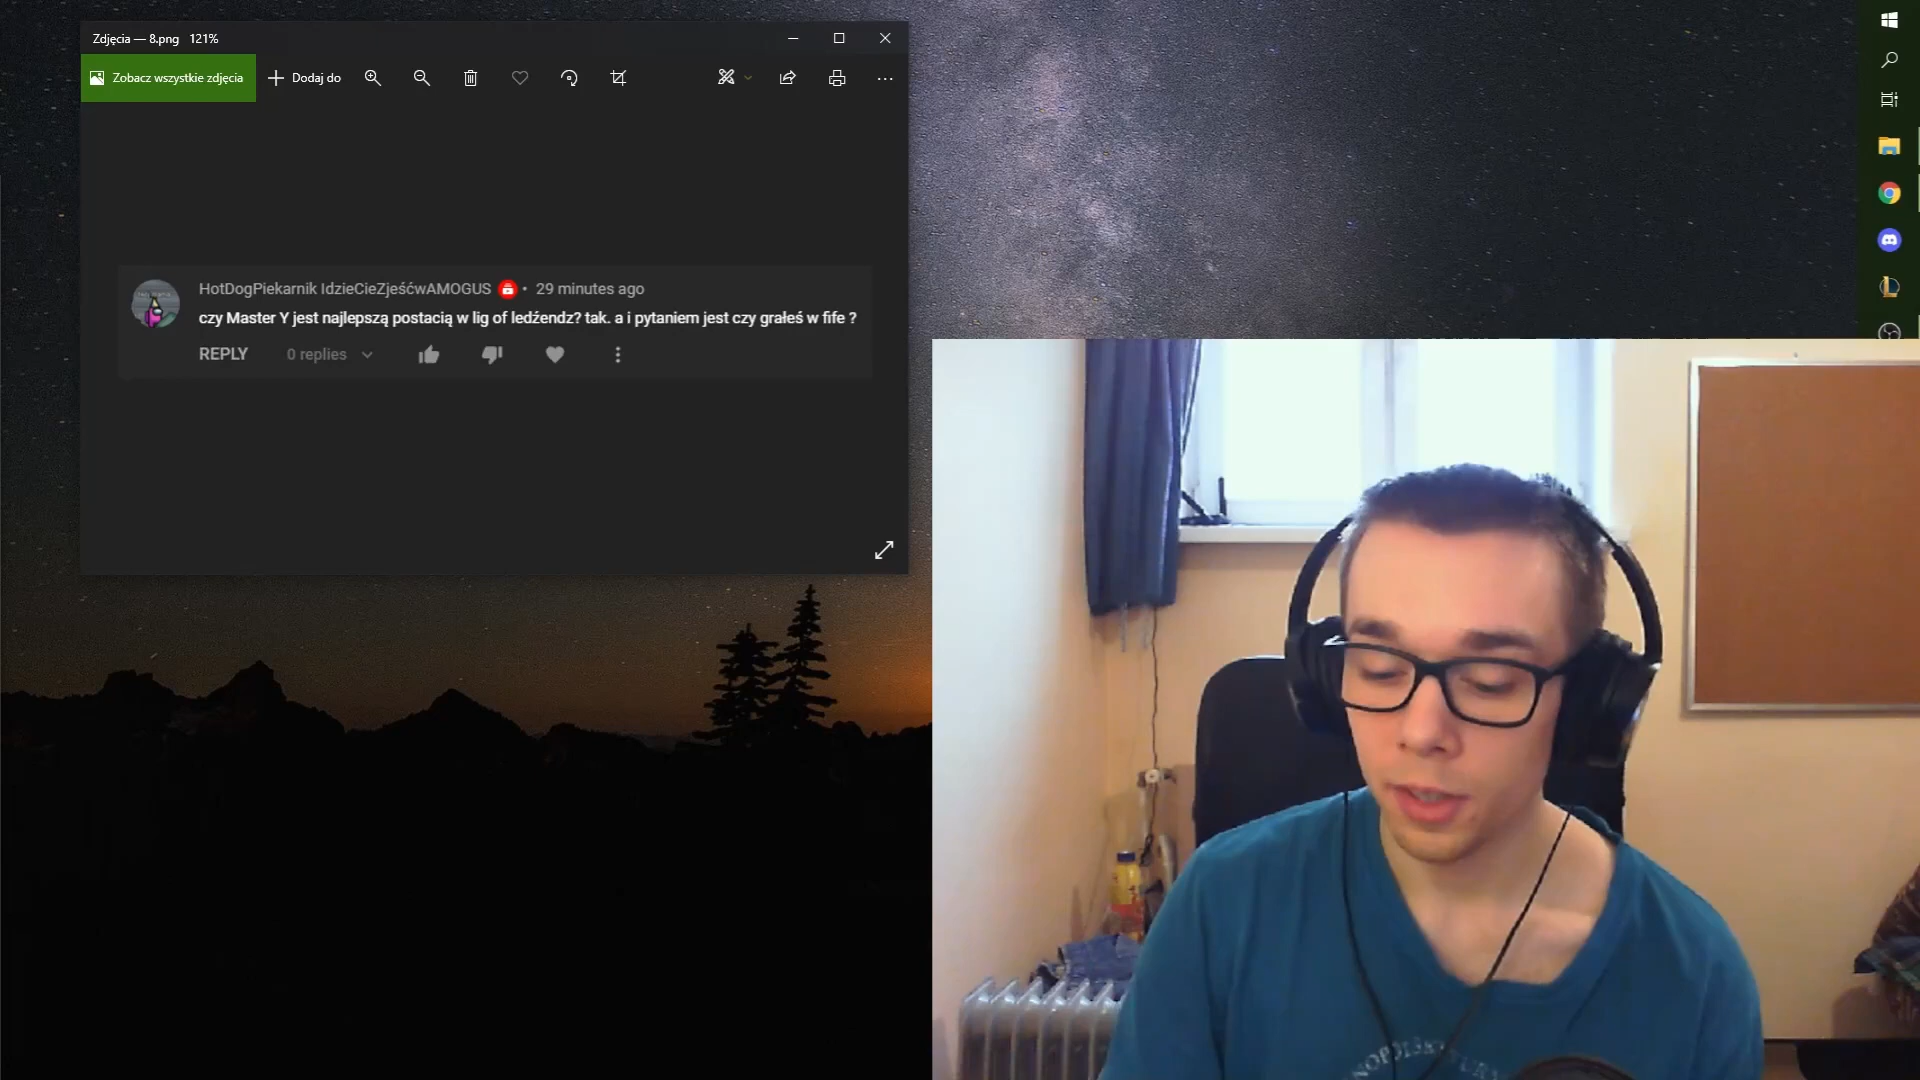 Zdjęcia — 8.png 121%
Zobacz wszystkie zdjęcia
Dodaj do
HotDogPiekarnik IdzieCieZjeśćwAMOGUS • 29 minutes ago
czy Master Y jest najlepszą postacią w lig of ledźendz? tak. a i pytaniem jest czy grałeś w fife ?
REPLY 0 replies